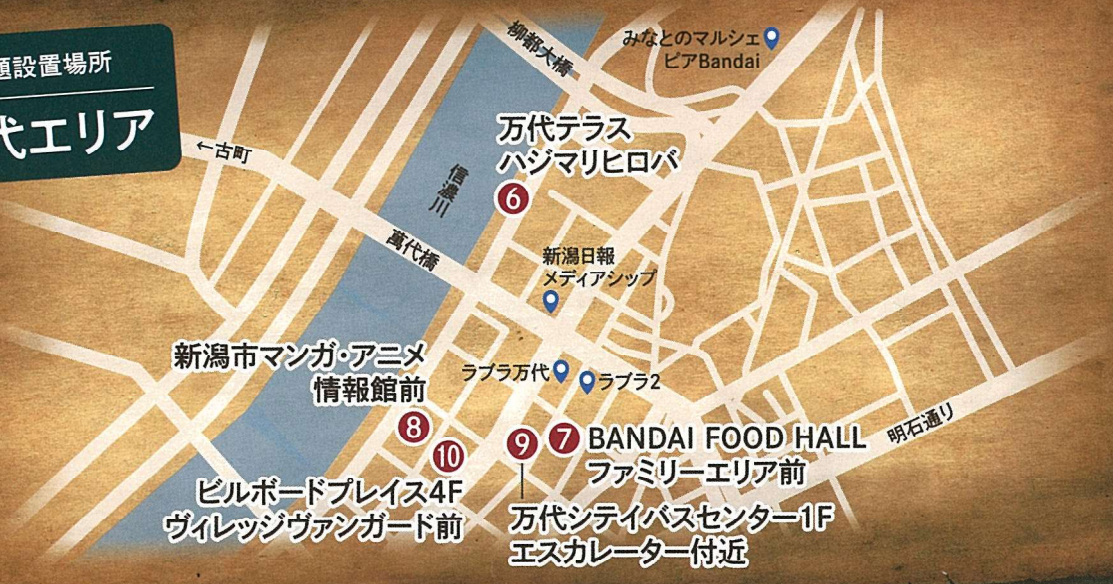 題設置場所
代エリア
←古町
柳都大橋
みなとのマルシェ
ピアBandai
万代テラス
ハジマリヒロバ
6
信濃川
萬代橋
新潟日報
メディアシップ
新潟市マンガ・アニメ
情報館前
8
ラブラ万代
ラブラ2
10
ビルボードプレイス4F
ヴィレッジヴァンガード前
9
7
BANDAI FOOD HALL
ファミリーエリア前
明石通り
万代シテイバスセンター1F
エスカレーター付近